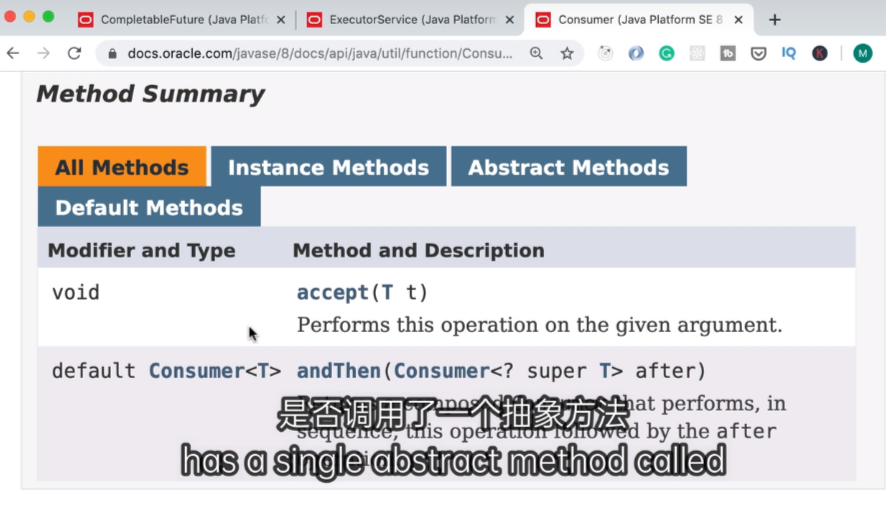 CompletableFuture (Java Platfo
ExecutorService (Java Platform
Consumer (Java Platform SE 8
docs.oracle.com/javase/8/docs/api/java/util/function/Consu...
fb
IQ
K
M
Method Summary
All Methods
Instance Methods
Abstract Methods
Default Methods
Modifier and Type
Method and Description
void
accept(T t)
Performs this operation on the given argument.
default Consumer<T>
andThen(Consumer<? super T> after)
that performs, in
sequence, this operation followed by the after
是否调用了一个抽象方法
has a single abstract method called